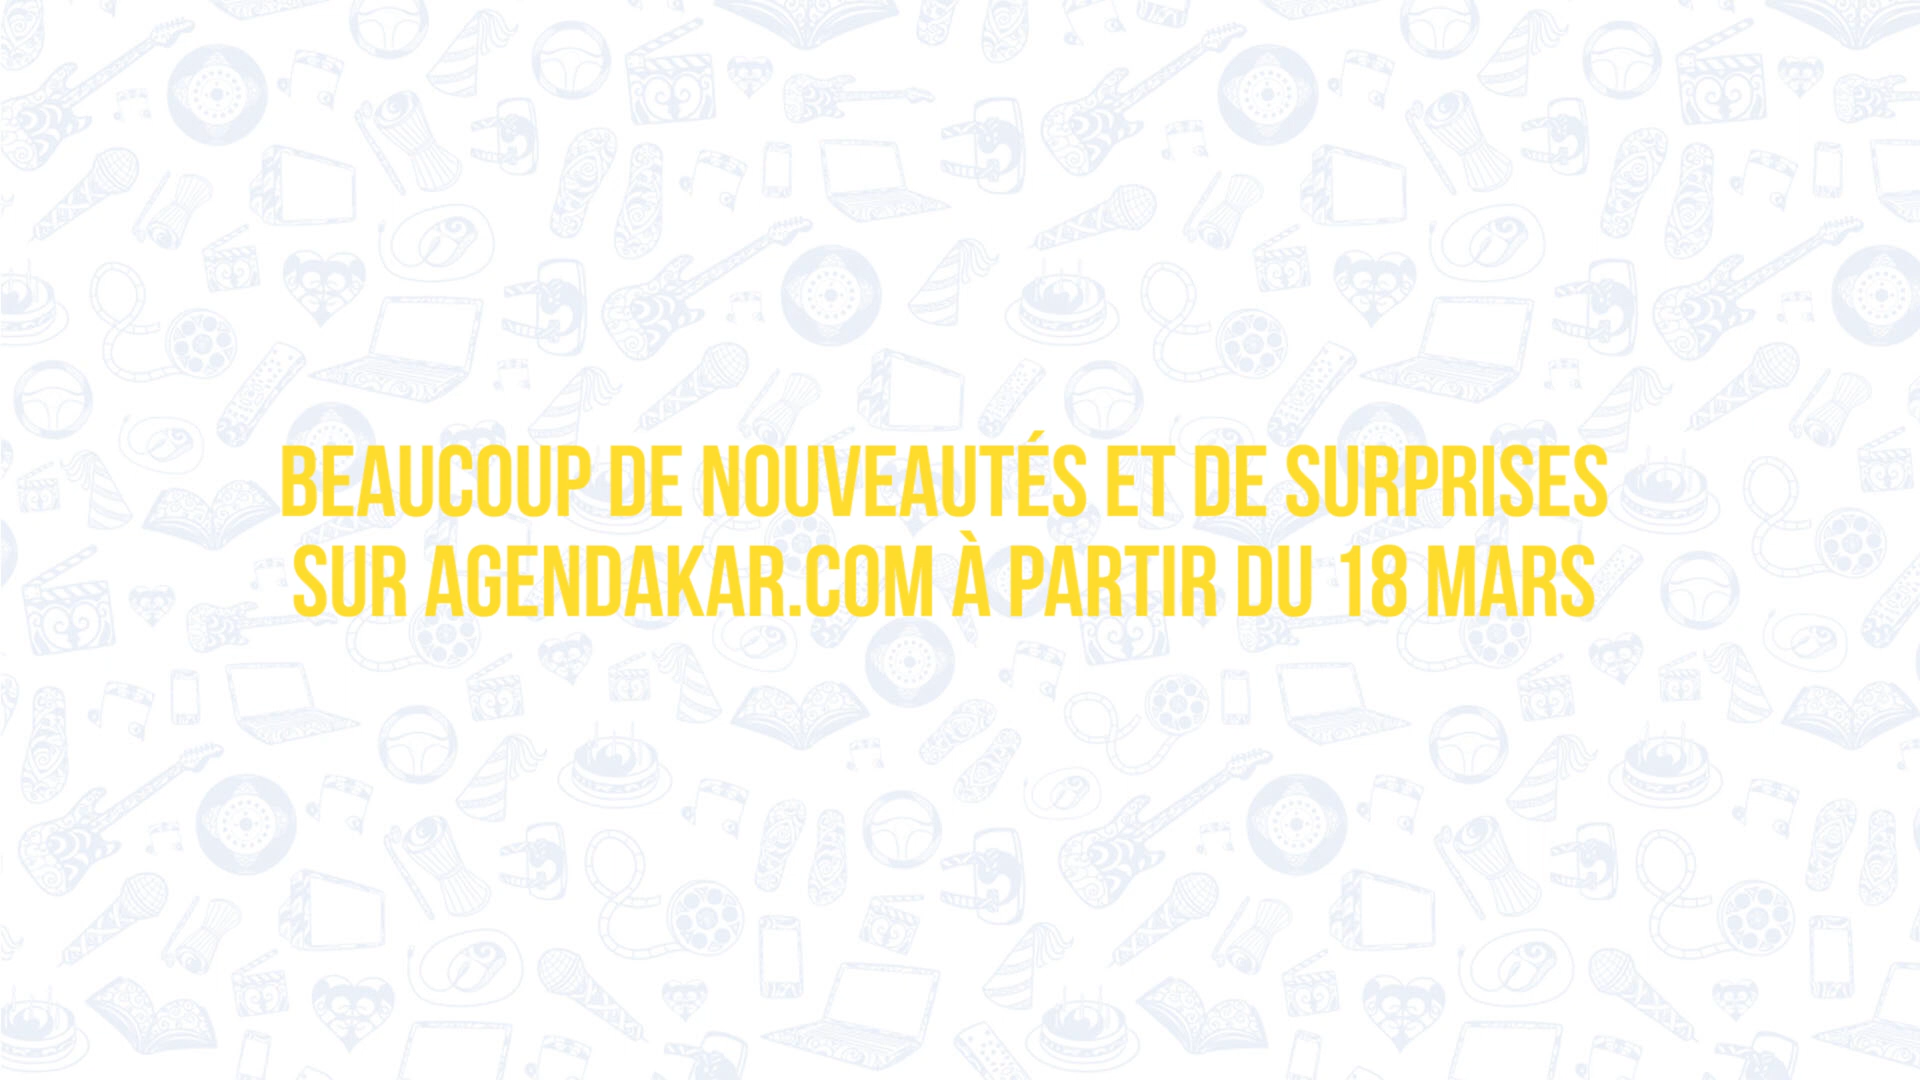 BEAUCOUP DE NOUVEAUTÉS ET DE SURPRISES
SUR AGENDAKAR.COM À PARTIR DU 18 MARS